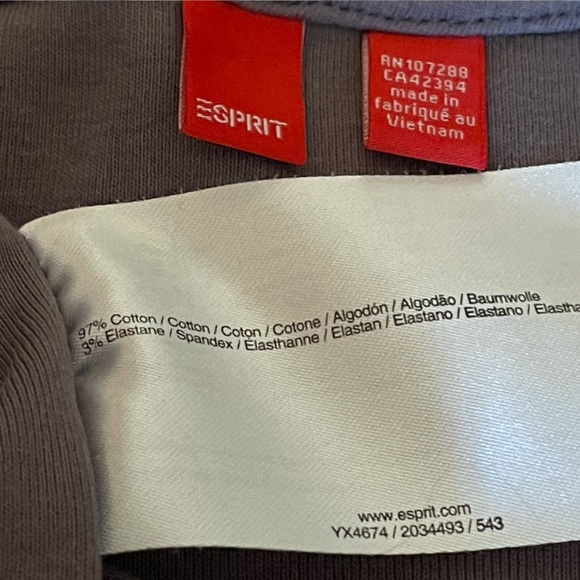 ESPRIT
RN107288
CA42394
made in
fabriqué au
Vietnam
97% Cotton / Cotton / Coton / Cotone / Algodón / Algodão / Baumwolle
3% Elastane / Spandex / Élasthanne / Elastan / Elastano / Elastano / Elastha
www.esprit.com
YX4674 / 2034493 / 543